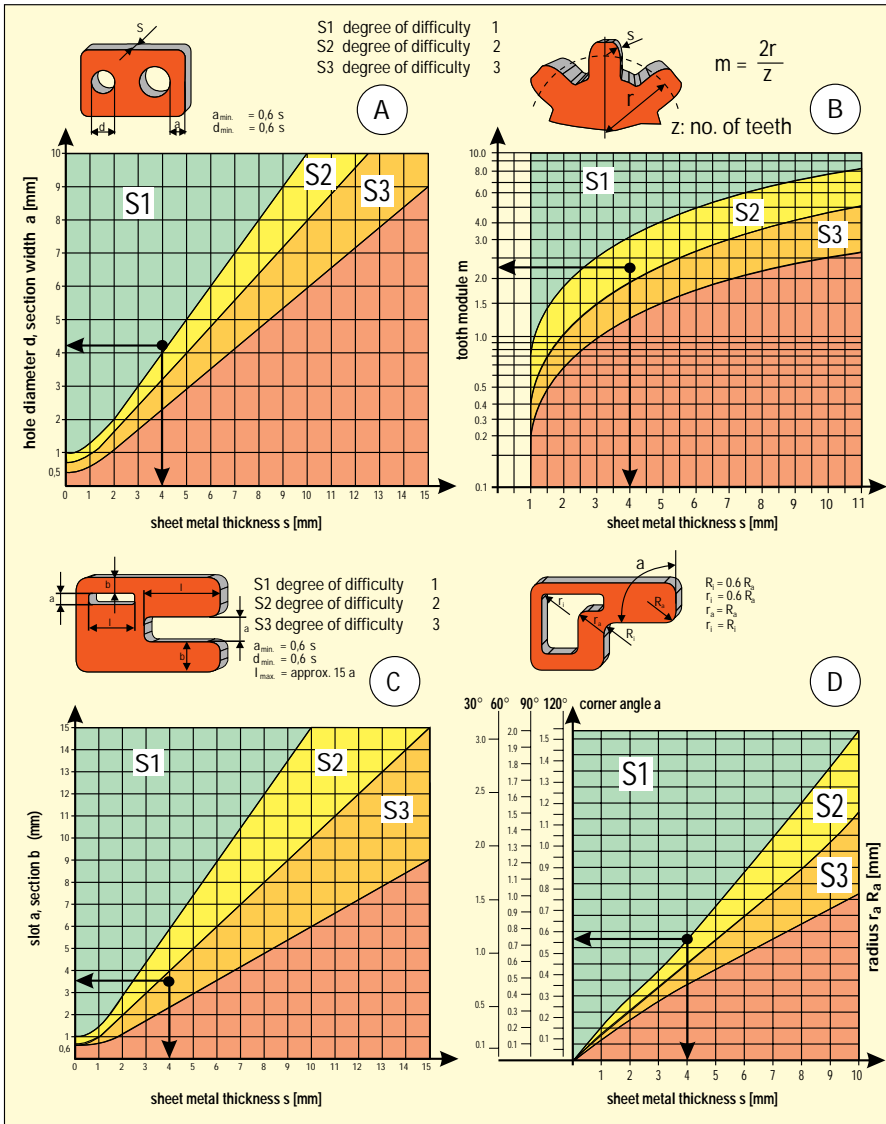 S1 degree of difficulty 1
S2 degree of difficulty 2
S3 degree of difficulty 3
s
d
a
a min. = 0,6 s
d min. = 0,6 s
A
s
r
m = 2r
z
z: no. of teeth
B
hole diameter d, section width a [mm]
10
9
8
7
6
5
4
3
2
1
0,5
S1
S2
S3
0 1 2 3 4 5 6 7 8 9 10 11 12 13 14 15
sheet metal thickness s [mm]
tooth module m
10.0
8.0
6.0
4.0
3.0
2.0
1.5
1.0
0.5
0.4
0.3
0.2
0.1
S1
S2
S3
1 2 3 4 5 6 7 8 9 10 11
sheet metal thickness s [mm]
b
a
l
l
a
b
S1 degree of difficulty 1
S2 degree of difficulty 2
S3 degree of difficulty 3
a min. = 0,6 s
d min. = 0,6 s
l max. = approx. 15 a
C
a
ri
ra
Ri
Ra
Ri = 0.6 Ra
ri = 0.6 Ra
ra = Ra
ri = Ri
D
slot a, section b (mm)
15
14
13
12
11
10
9
8
7
6
5
4
3
2
1
0,6
S1
S2
S3
0 1 2 3 4 5 6 7 8 9 10 11 12 13 14 15
sheet metal thickness s [mm]
30° 60° 90° 120° corner angle a
3.0
2.5
2.0
1.5
1.0
0.5
0.1
2.0
1.9
1.8
1.7
1.6
1.5
1.4
1.3
1.2
1.1
1.0
0.9
0.8
0.7
0.6
0.5
0.4
0.3
0.2
0.1
1.5
1.4
1.3
1.2
1.1
1.0
0.9
0.8
0.7
0.6
0.5
0.4
0.3
0.2
0.1
S1
S2
S3
radius ra Ra [mm]
1 2 3 4 5 6 7 8 9 10
sheet metal thickness s [mm]